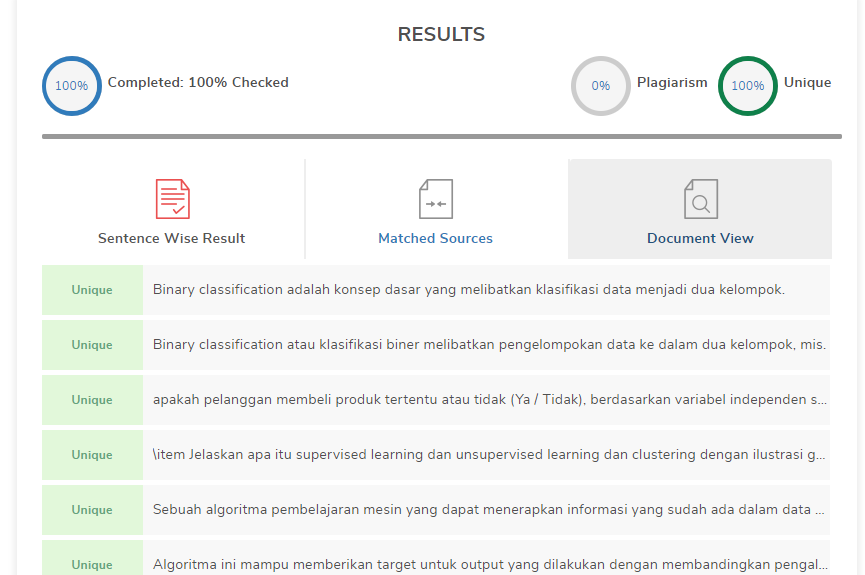 RESULTS
100% Completed: 100% Checked 0% Plagiarism 100% Unique
Sentence Wise Result Matched Sources Document View
Unique Binary classification adalah konsep dasar yang melibatkan klasifikasi data menjadi dua kelompok.
Unique Binary classification atau klasifikasi biner melibatkan pengelompokan data ke dalam dua kelompok, mis.
Unique apakah pelanggan membeli produk tertentu atau tidak (Ya / Tidak), berdasarkan variabel independen s...
Unique \item Jelaskan apa itu supervised learning dan unsupervised learning dan clustering dengan ilustrasi g...
Unique Sebuah algoritma pembelajaran mesin yang dapat menerapkan informasi yang sudah ada dalam data ...
Unique Algoritma ini mampu memberikan target untuk output yang dilakukan dengan membandingkan pengal...